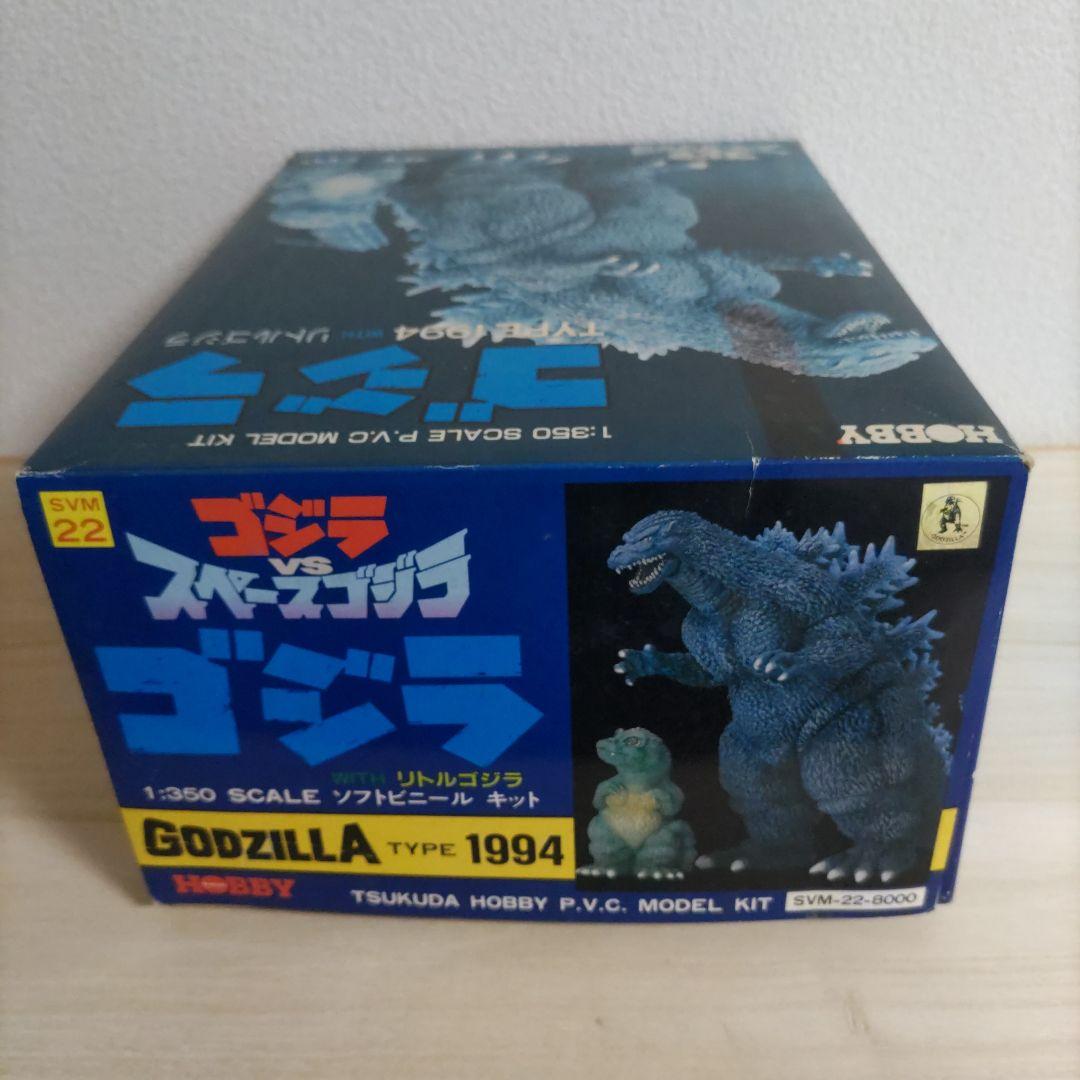 HOBBY
1:350 SCALE P.V.C MODEL KIT
ゴジラ
TYPE 1994 WITH リトルゴジラ
SVM
22
ゴジラ
VS
スペースゴジラ
ゴジラ
WITH リトルゴジラ
1:350 SCALE ソフトビニール キット
GODZILLA TYPE 1994
HOBBY
TSUKUDA HOBBY P.V.C. MODEL KIT
SVM-22-8000
GODZILLA